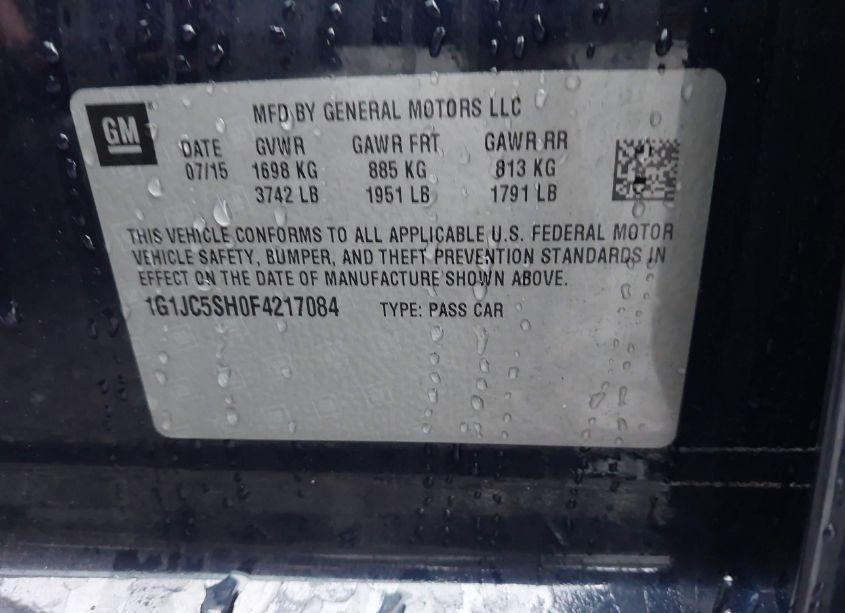 GM
MFD BY GENERAL MOTORS LLC
DATE GVWR GAWR FRT GAWR RR
07/15 1698 KG 885 KG 813 KG
3742 LB 1951 LB 1791 LB
THIS VEHICLE CONFORMS TO ALL APPLICABLE U.S. FEDERAL MOTOR
VEHICLE SAFETY, BUMPER, AND THEFT PREVENTION STANDARDS IN
EFFECT ON THE DATE OF MANUFACTURE SHOWN ABOVE.
1G1JC5SH0F4217084 TYPE: PASS CAR